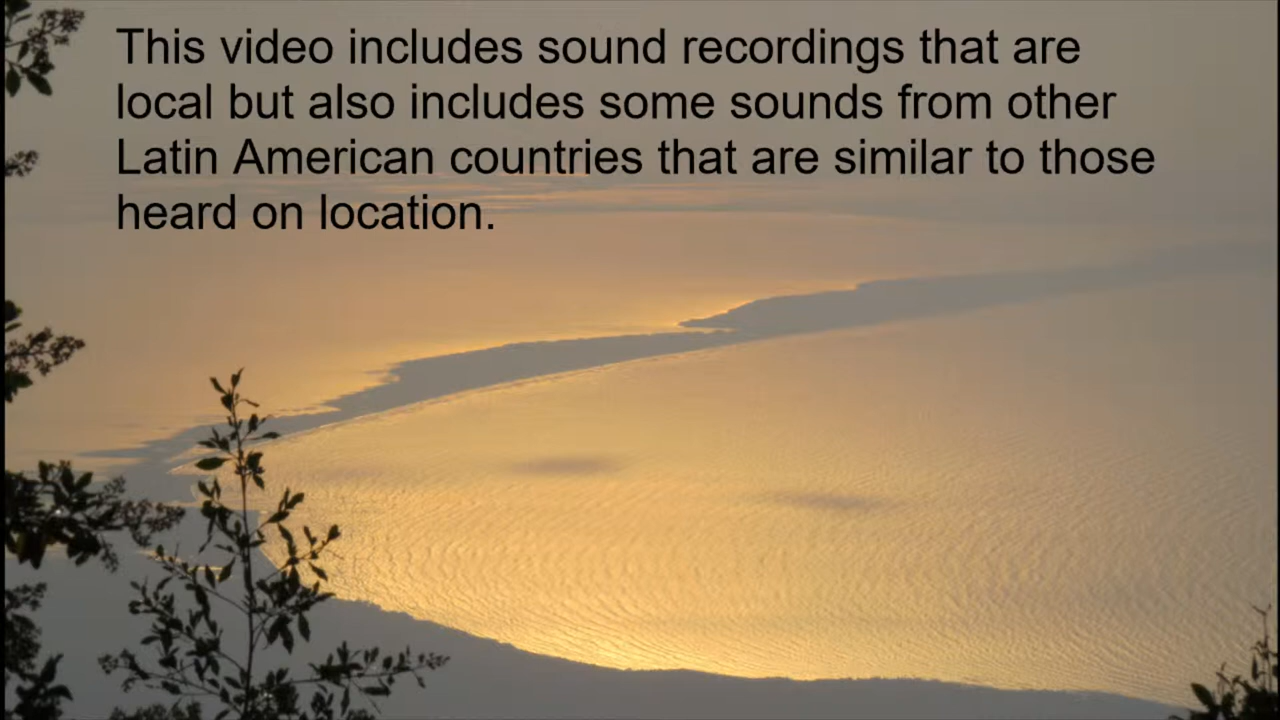 This video includes sound recordings that are
local but also includes some sounds from other
Latin American countries that are similar to those
heard on location.